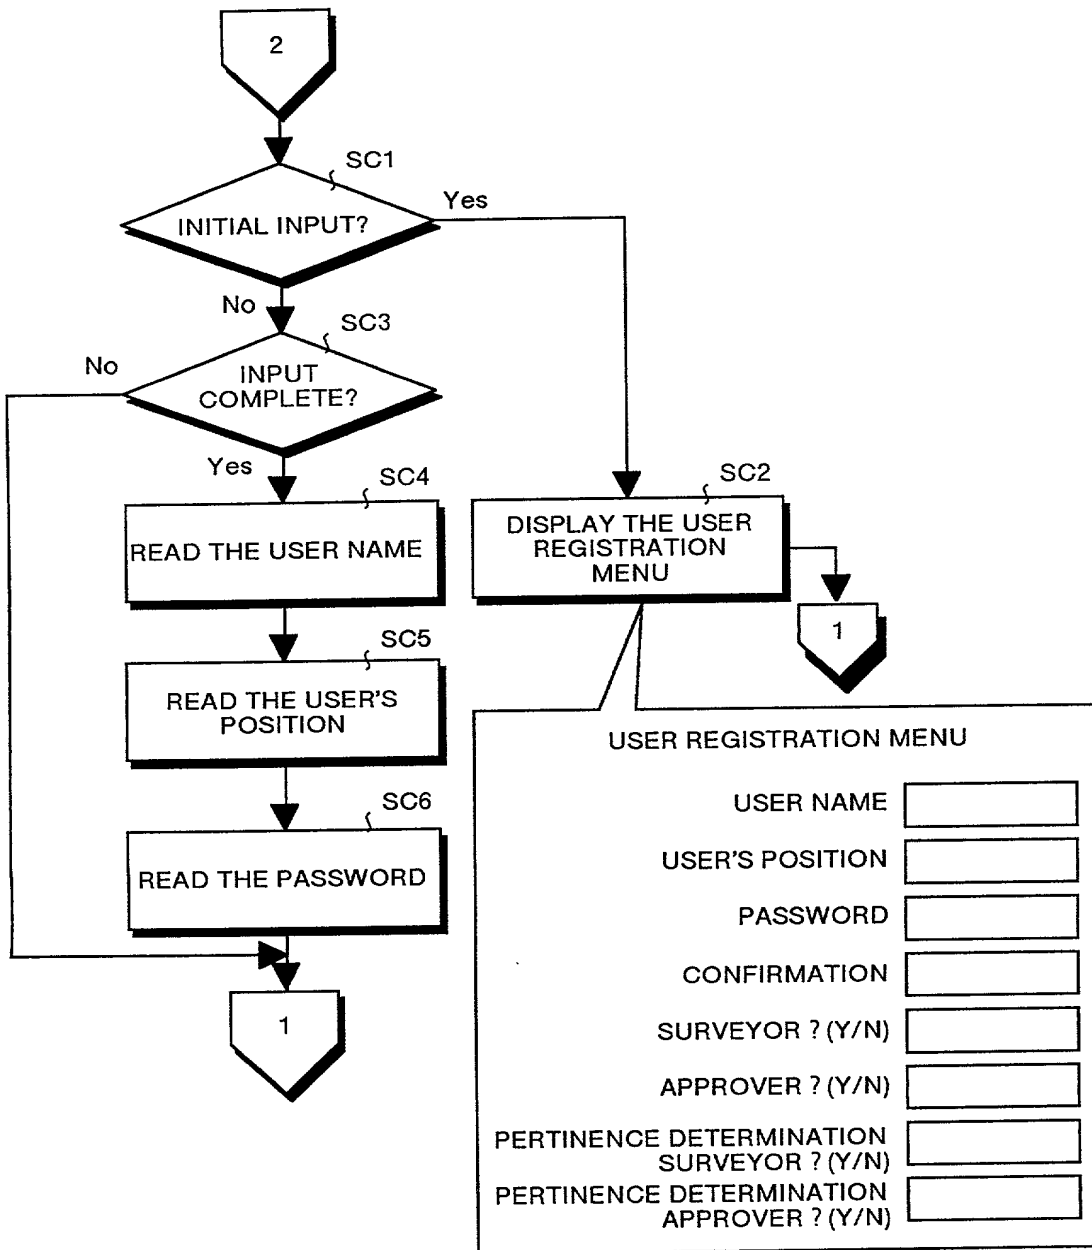 2
SC1
Yes
INITIAL INPUT?
No
SC3
No
INPUT
COMPLETE?
Yes
SC4
READ THE USER NAME
SC2
DISPLAY THE USER
REGISTRATION
MENU
1
SC5
READ THE USER'S
POSITION
SC6
READ THE PASSWORD
1
USER REGISTRATION MENU
USER NAME
USER'S POSITION
PASSWORD
CONFIRMATION
SURVEYOR ? (Y/N)
APPROVER ? (Y/N)
PERTINENCE DETERMINATION
SURVEYOR ? (Y/N)
PERTINENCE DETERMINATION
APPROVER ? (Y/N)